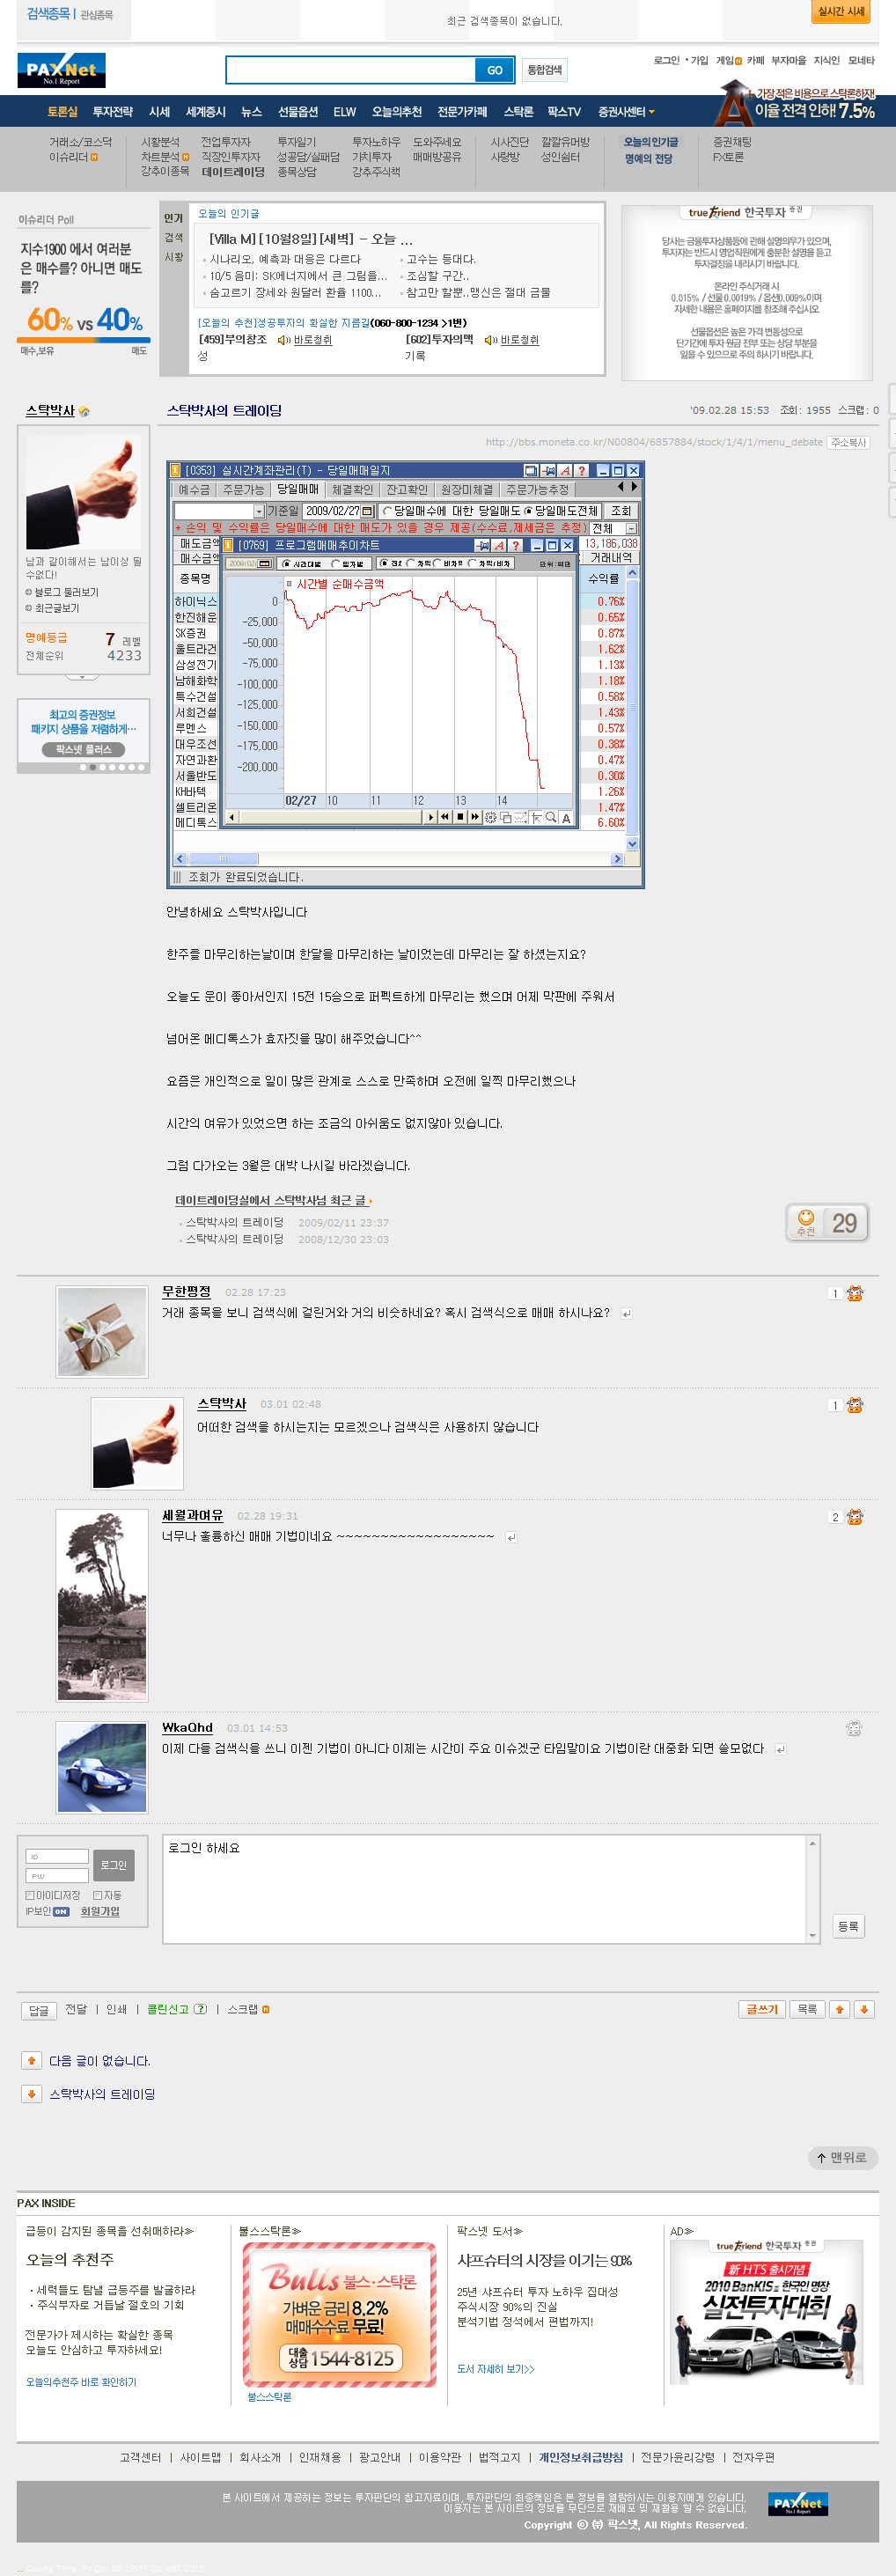 검색종목 | 관심종목
최근 검색종목이 없습니다.
실시간 시세
PAXNet
No.1 Report
GO
통합검색
로그인 • 가입 게임 카페 부자마을 지식인 모네타
토론실 투자전략 시세 세계증시 뉴스 선물옵션 ELW 오늘의추천 전문가카페 스탁론 팍스TV 증권사센터
A+ 가장 적은 비용으로 스탁론하자!
이율 전격 인하! 7.5%
거래소/코스닥 시황분석 전업투자자 투자일기 투자노하우 도와주세요 시사진단 깔깔유머방 오늘의인기글 증권채팅
이슈리더 차트분석 직장인투자자 성공담/실패담 가치투자 매매방공유 사랑방 성인쉼터 명예의 전당 FX토론
강추이종목 데이트레이딩 종목상담 강추주식책
이슈리더 Poll
지수1900 에서 여러분
은 매수를? 아니면 매도
를?
60% vs 40%
매수,보유 매도
인기
검색
시황
오늘의 인기글
[Villa M] [10월8일] [새벽] - 오늘 ...
시나리오, 예측과 대응은 다르다 고수는 등대다.
10/5 음미: SK에너지에서 큰 그림을... 조심할 구간..
숨고르기 장세와 원달러 환율 1100... 참고만 할뿐..맹신은 절대 금물
[오늘의 추천]성공투자의 확실한 지름길(060-800-1234 >1번)
[459]부의창조 바로청취 [602]투자의맥 바로청취
성 기록
true Friend 한국투자증권
당사는 금융투자상품등에 관해 설명의무가 있으며,
투자자는 반드시 영업직원에게 충분한 설명을 듣고
투자결정을 내리시기 바랍니다.
온라인 주식거래 시
0.015% / 선물 0.0019% / 옵션0.009%이며
자세한 내용은 홈페이지를 참조해 주십시오
선물옵션은 높은 가격 변동성으로
단기간에 투자 원금 전부 또는 상당 부분을
잃을 수 있으므로 주의 하시기 바랍니다.
스탁박사
스탁박사의 트레이딩
'09.02.28 15:53 조회: 1955 스크랩: 0
http://bbs.moneta.co.kr/N00804/6857884/stock/1/4/1/menu_debate 주소복사
남과 같이해서는 남이상 될
수없다!
블로그 둘러보기
최근글보기
명예등급 7 레벨
전체순위 4233
최고의 증권정보
패키지 상품을 저렴하게…
팍스넷 플러스
[0353] 실시간계좌관리(T) - 당일매매일지
예수금 주문가능 당일매매 체결확인 잔고확인 원장미체결 주문가능추정
기준일 2009/02/27 당일매수에 대한 당일매도 당일매도전체 조회
* 손익 및 수익률은 당일매수에 대한 매도가 있을 경우 제공(수수료,제세금은 추정) 전체
매도금액 13,186,038
매수금액 거래내역
종목명 수익률
[0769] 프로그램매매추이차트
시간대별 일자별
시간별 순매수금액
0
-25,000
-50,000
-75,000
-100,000
-125,000
-150,000
-175,000
-200,000
02/27 10 11 12 13 14
하이닉스 0.76%
한진해운 0.65%
SK증권 0.87%
울트라건 1.62%
삼성전기 1.13%
남해화학 1.18%
특수건설 0.58%
서희건설 1.43%
루멘스 0.57%
대우조선 0.38%
자연과환 0.47%
서울반도 0.30%
KH바텍 1.26%
셀트리온 1.47%
메디톡스 6.60%
조회가 완료되었습니다.
안녕하세요 스탁박사입니다
한주를 마무리하는날이며 한달을 마무리하는 날이었는데 마무리는 잘 하셨는지요?
오늘도 운이 좋아서인지 15전 15승으로 퍼펙트하게 마무리는 했으며 어제 막판에 주워서
넘어온 메디톡스가 효자짓을 많이 해주었습니다^^
요즘은 개인적으로 일이 많은 관계로 스스로 만족하며 오전에 일찍 마무리했으나
시간의 여유가 있었으면 하는 조금의 아쉬움도 없지않아 있습니다.
그럼 다가오는 3월은 대박 나시길 바라겠습니다.
데이트레이딩실에서 스탁박사님 최근 글
스탁박사의 트레이딩 2009/02/11 23:37
스탁박사의 트레이딩 2008/12/30 23:03
추천 29
무한평정 02.28 17:23 1
거래 종목을 보니 검색식에 걸린거와 거의 비슷하네요? 혹시 검색식으로 매매 하시나요?
스탁박사 03.01 02:48 1
어떠한 검색을 하시는지는 모르겠으나 검색식은 사용하지 않습니다
세월과여유 02.28 19:31 2
너무나 훌륭하신 매매 기법이네요 ~~~~~~~~~~~~~~~~~~
WkaQhd 03.01 14:53
이제 다들 검색식을 쓰니 이젠 기법이 아니다 이제는 시간이 주요 이슈겠군 타임말이요 기법이란 대중화 되면 쓸모없다
ID
PW
로그인
아이디저장 자동
IP보안 ON 회원가입
로그인 하세요
등록
답글 전달 | 인쇄 | 클린신고 ? | 스크랩
글쓰기 목록
다음 글이 없습니다.
스탁박사의 트레이딩
맨위로
PAX INSIDE
급등이 감지된 종목을 선취매하라≫
오늘의 추천주
· 세력들도 탐낼 급등주를 발굴하라
· 주식부자로 거듭날 절호의 기회
전문가가 제시하는 확실한 종목
오늘도 안심하고 투자하세요!
오늘의추천주 바로 확인하기
불스스탁론≫
Bulls 불스·스탁론
가벼운 금리 8.2%
매매수수료 무료!
대출상담 1544-8125
불스스탁론
팍스넷 도서≫
샤프슈터의 시장을 이기는 90%
25년 샤프슈터 투자 노하우 집대성
주식시장 90%의 진실
분석기법 정석에서 편법까지!
도서 자세히 보기>>
AD≫
true Friend 한국투자증권
新 HTS 출시기념
2010 BanKIS로 한국인 명장
실전투자대회
고객센터 | 사이트맵 | 회사소개 | 인재채용 | 광고안내 | 이용약관 | 법적고지 | 개인정보취급방침 | 전문가윤리강령 | 전자우편
본 사이트에서 제공하는 정보는 투자판단의 참고자료이며, 투자판단의 최종책임은 본 정보를 열람하시는 이용자에게 있습니다.
이용자는 본 사이트의 정보를 무단으로 재배포 및 재활용 할 수 없습니다.
Copyright ⓒ ㈜ 팍스넷, All Rights Reserved.
PAXNet
No.1 Report